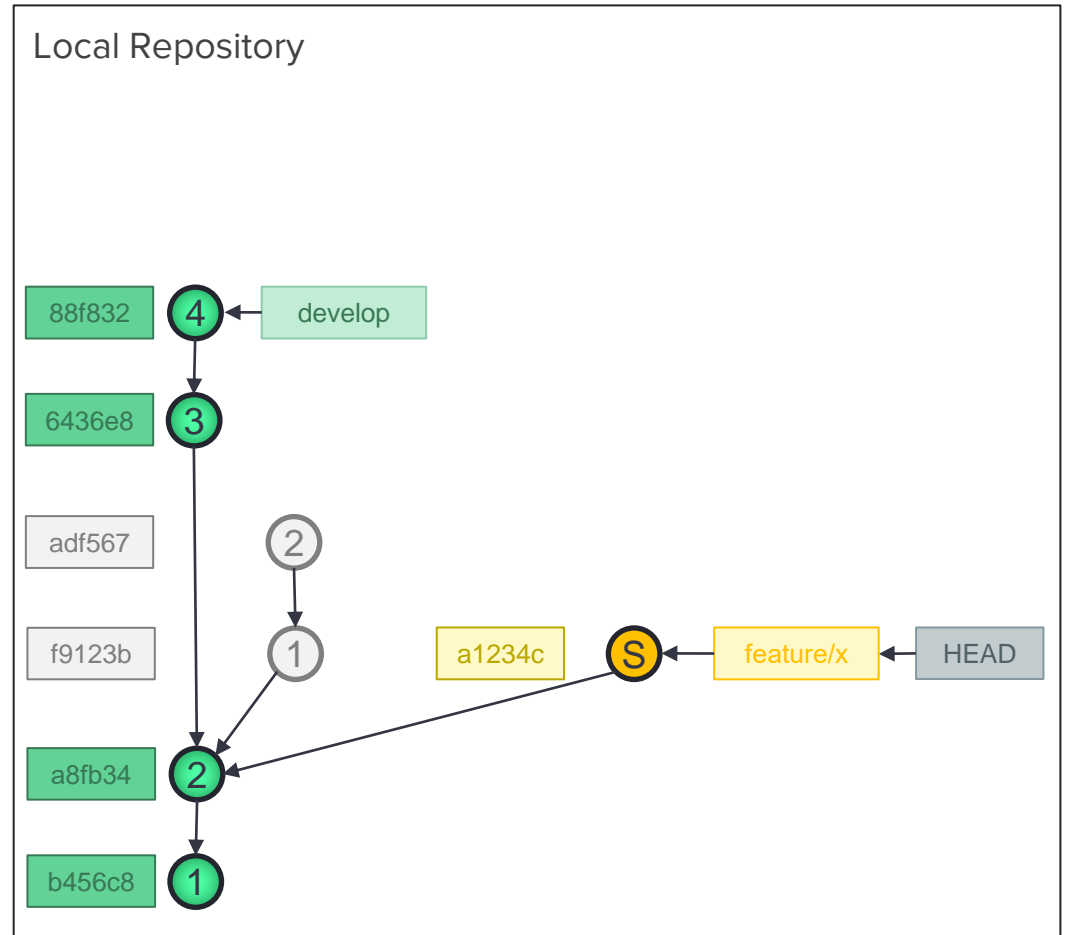 Local Repository
88f832
4
develop
6436e8
3
adf567
2
f9123b
1
a1234c
S
feature/x
HEAD
a8fb34
2
b456c8
1